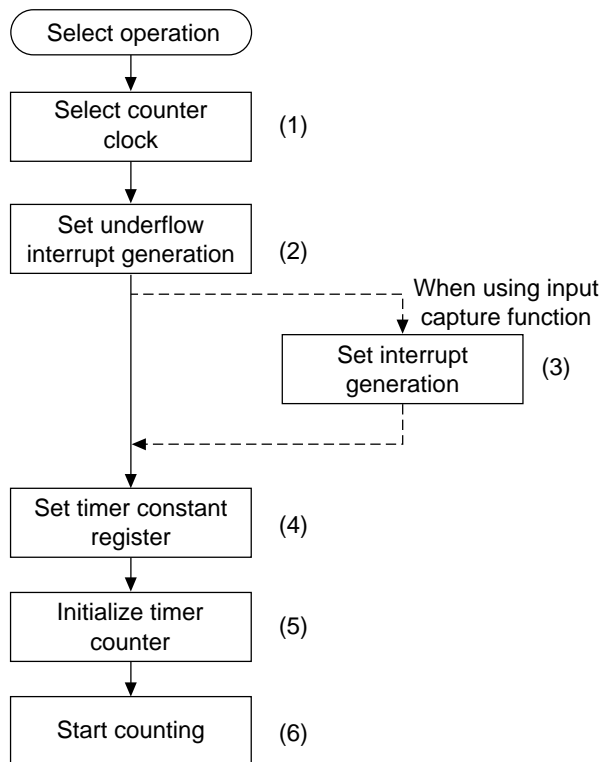 Select operation
Select counter
clock
(1)
Set underflow
interrupt generation
(2)
When using input
capture function
Set interrupt
generation
(3)
Set timer constant
register
(4)
Initialize timer
counter
(5)
Start counting
(6)